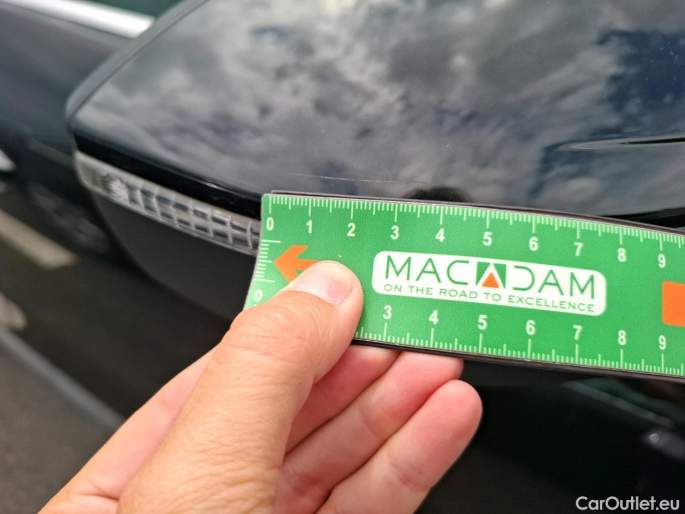 0 1 2 3 4 5 6 7 8 9
MACADAM
ON THE ROAD TO EXCELLENCE
0 3 4 5 6 7 8 9
CarOutlet.eu